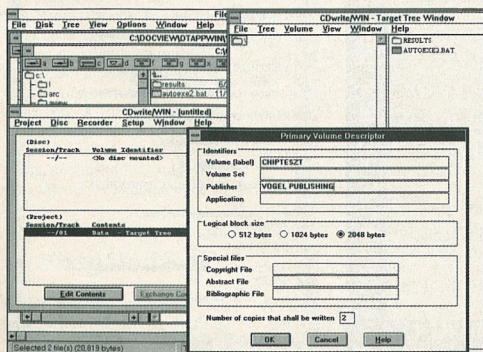 File
File Disk Tree View Options Window Help
C:\DOCVIEW\DTAPPWIN\
a b c d f g x
c:\
arc
results
autoexe2.bat
CDwrite/WIN - [untitled]
Project Disc Recorder Setup Window Help
(Disc)
Session/Track Volume Identifier
--/-- <No disc mounted>
(Project)
Session/Track Contents
--/01 Data - Target Tree
Edit Contents
Selected 2 file(s) (20,819 bytes)
CDwrite/WIN - Target Tree Window
File Tree Volume View Window Help
\
RESULTS
AUTOEXE2.BAT
Primary Volume Descriptor
Identifiers
Volume (label) CHIPTESZT
Volume Set
Publisher VOGEL PUBLISHING
Application
Logical block size
512 bytes 1024 bytes 2048 bytes
Special files
Copyright File
Abstract File
Bibliographic File
Number of copies that shall be written 2
OK Cancel Help